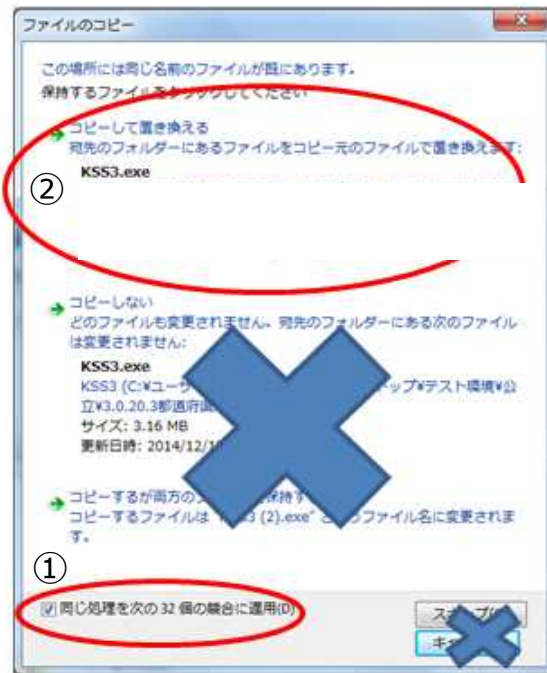 ファイルのコピー
この場所には同じ名前のファイルが既にあります。
保持するファイルをクリックしてください
コピーして置き換える
宛先のフォルダーにあるファイルをコピー元のファイルで置き換えます:
②
KSS3.exe
コピーしない
どのファイルも変更されません。宛先のフォルダーにある次のファイル
は変更されません:
KSS3.exe
KSS3 (C:¥ユーザ トップ¥テスト環境¥公
立¥3.0.20.3都道府
サイズ: 3.16 MB
更新日時: 2014/12/1
コピーするが両方の 保持す
コピーするファイルは (2).exe" ファイル名に変更されま
す。
①
同じ処理を次の 32 個の競合に適用(D)
ス
キ